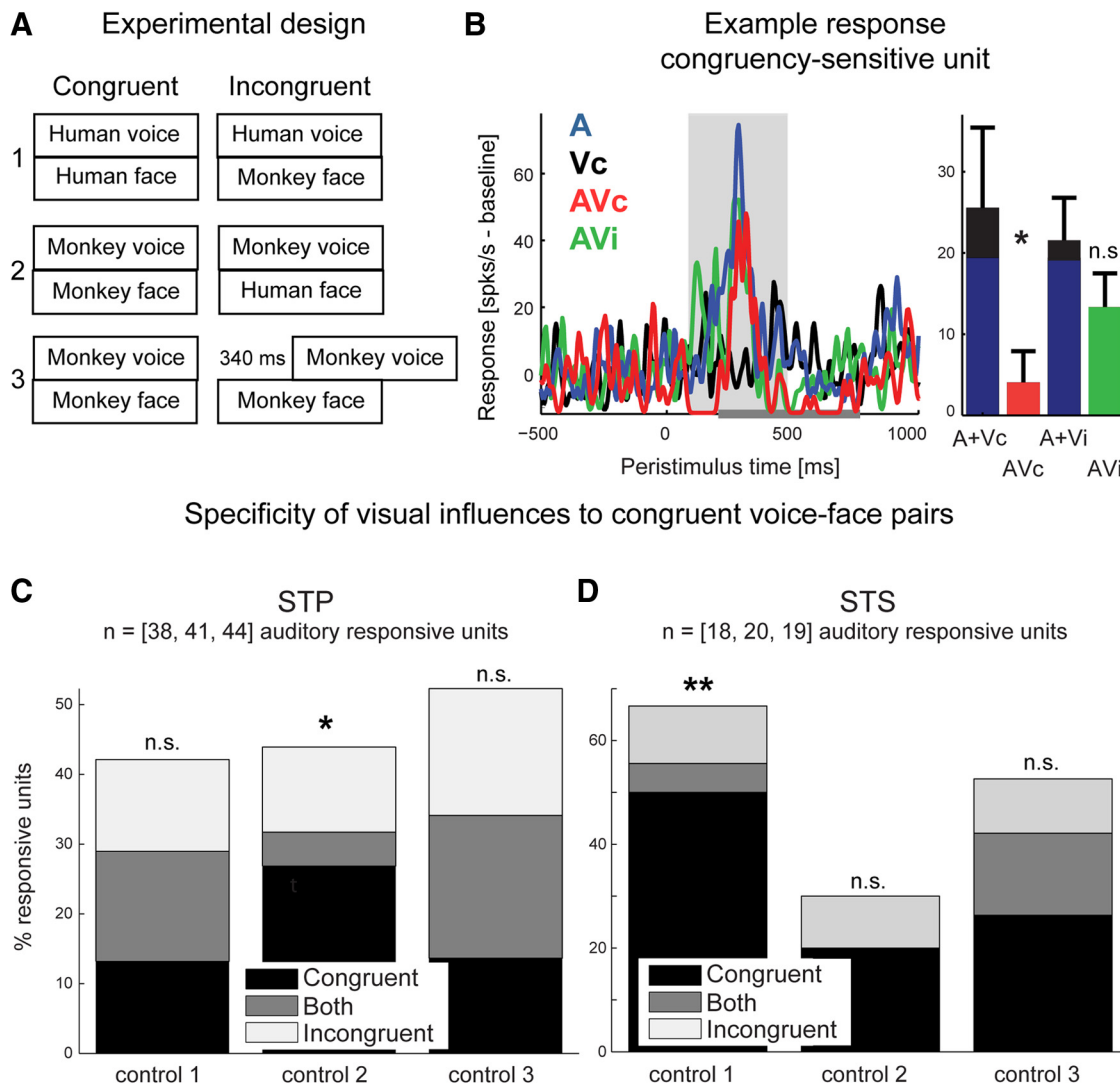 A
Experimental design
Congruent
Incongruent
1
Human voice
Human face
Human voice
Monkey face
2
Monkey voice
Monkey face
Monkey voice
Human face
3
Monkey voice
Monkey face
340 ms
Monkey voice
Monkey face
B
Example response
congruency-sensitive unit
A
Vc
AVc
AVi
Response [spks/s - baseline]
60
40
20
0
−500
0
500
1000
Peristimulus time [ms]
30
20
10
0
*
n.s
A+Vc
AVc
A+Vi
AVi
Specificity of visual influences to congruent voice-face pairs
C
STP
n = [38, 41, 44] auditory responsive units
% responsive units
50
40
30
20
10
0
n.s.
*
n.s.
t
Congruent
Both
Incongruent
control 1
control 2
control 3
D
STS
n = [18, 20, 19] auditory responsive units
60
40
20
0
**
n.s.
n.s.
Congruent
Both
Incongruent
control 1
control 2
control 3